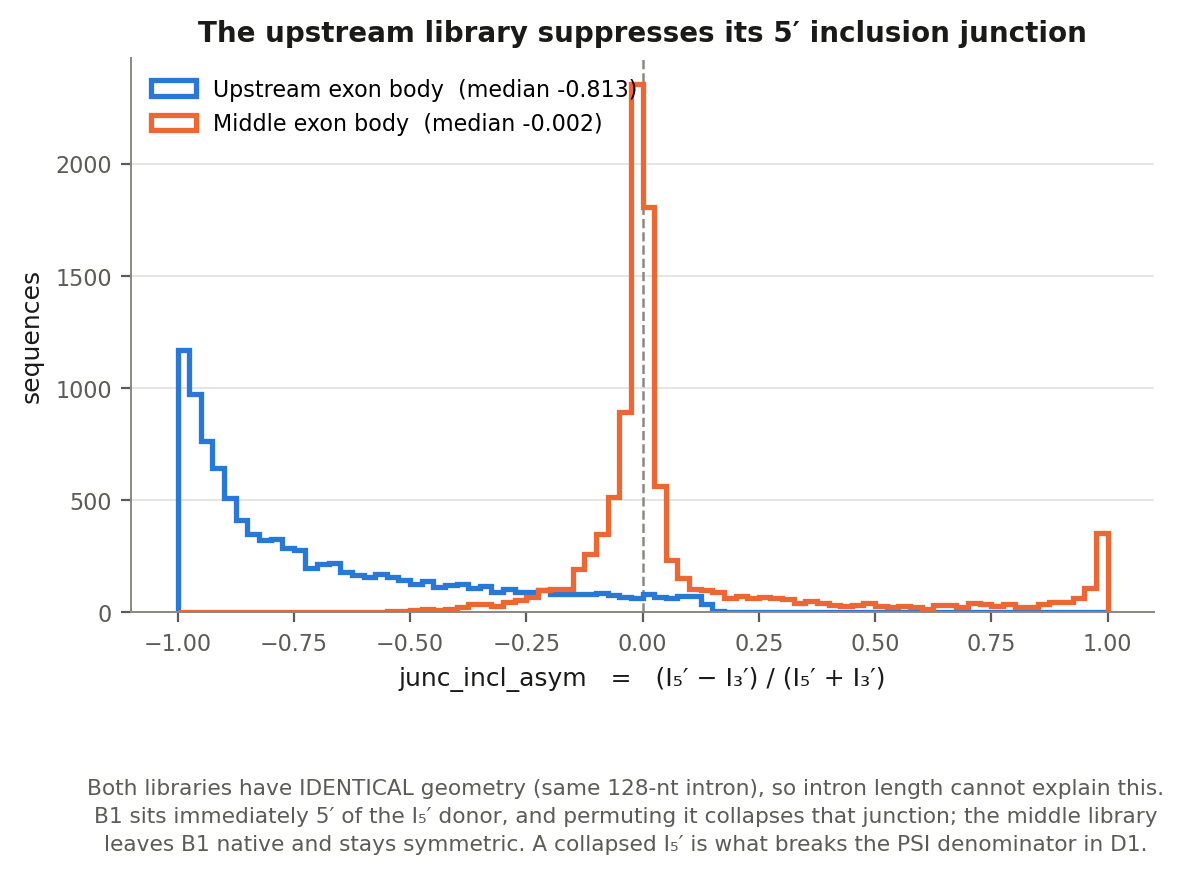 The upstream library suppresses its 5′ inclusion junction
Upstream exon body  (median -0.813)
Middle exon body  (median -0.002)
sequences
2000
1500
1000
500
0
−1.00
−0.75
−0.50
−0.25
0.00
0.25
0.50
0.75
1.00
junc_incl_asym   =   (I₅′ − I₃′) / (I₅′ + I₃′)
Both libraries have IDENTICAL geometry (same 128-nt intron), so intron length cannot explain this.
B1 sits immediately 5′ of the I₅′ donor, and permuting it collapses that junction; the middle library
leaves B1 native and stays symmetric. A collapsed I₅′ is what breaks the PSI denominator in D1.